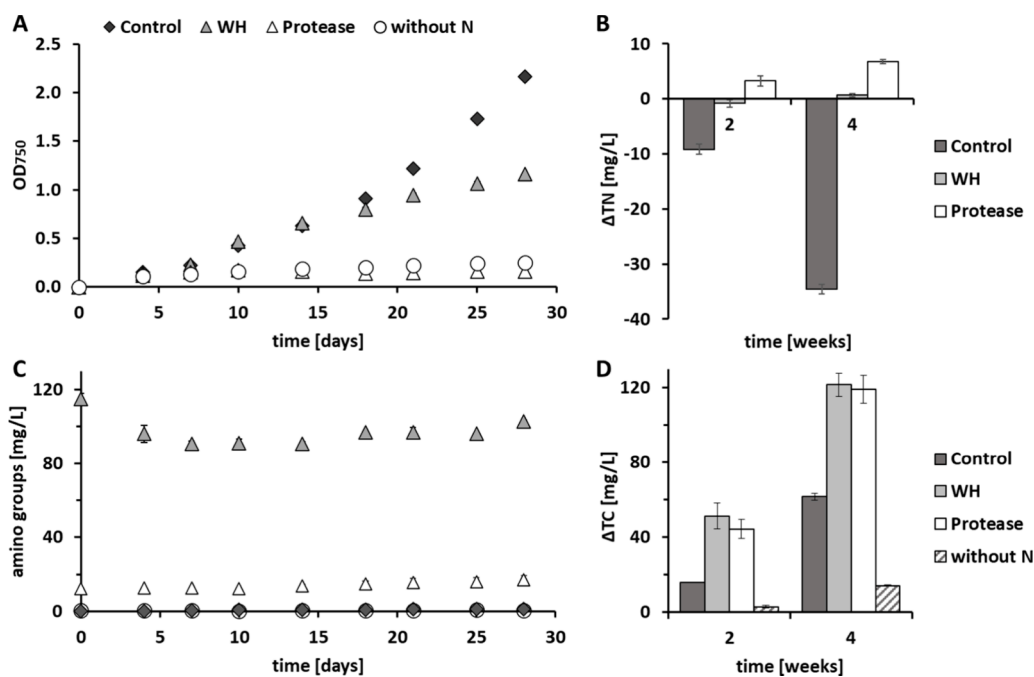 A
Control WH Protease without N
2.5
2.0
1.5
1.0
0.5
0.0
OD750
0 5 10 15 20 25 30
time [days]
B
10
0
-10
-20
-30
-40
ΔTN [mg/L]
2 4
time [weeks]
Control
WH
Protease
C
120
80
40
0
amino groups [mg/L]
0 5 10 15 20 25 30
time [days]
D
120
80
40
0
ΔTC [mg/L]
2 4
time [weeks]
Control
WH
Protease
without N